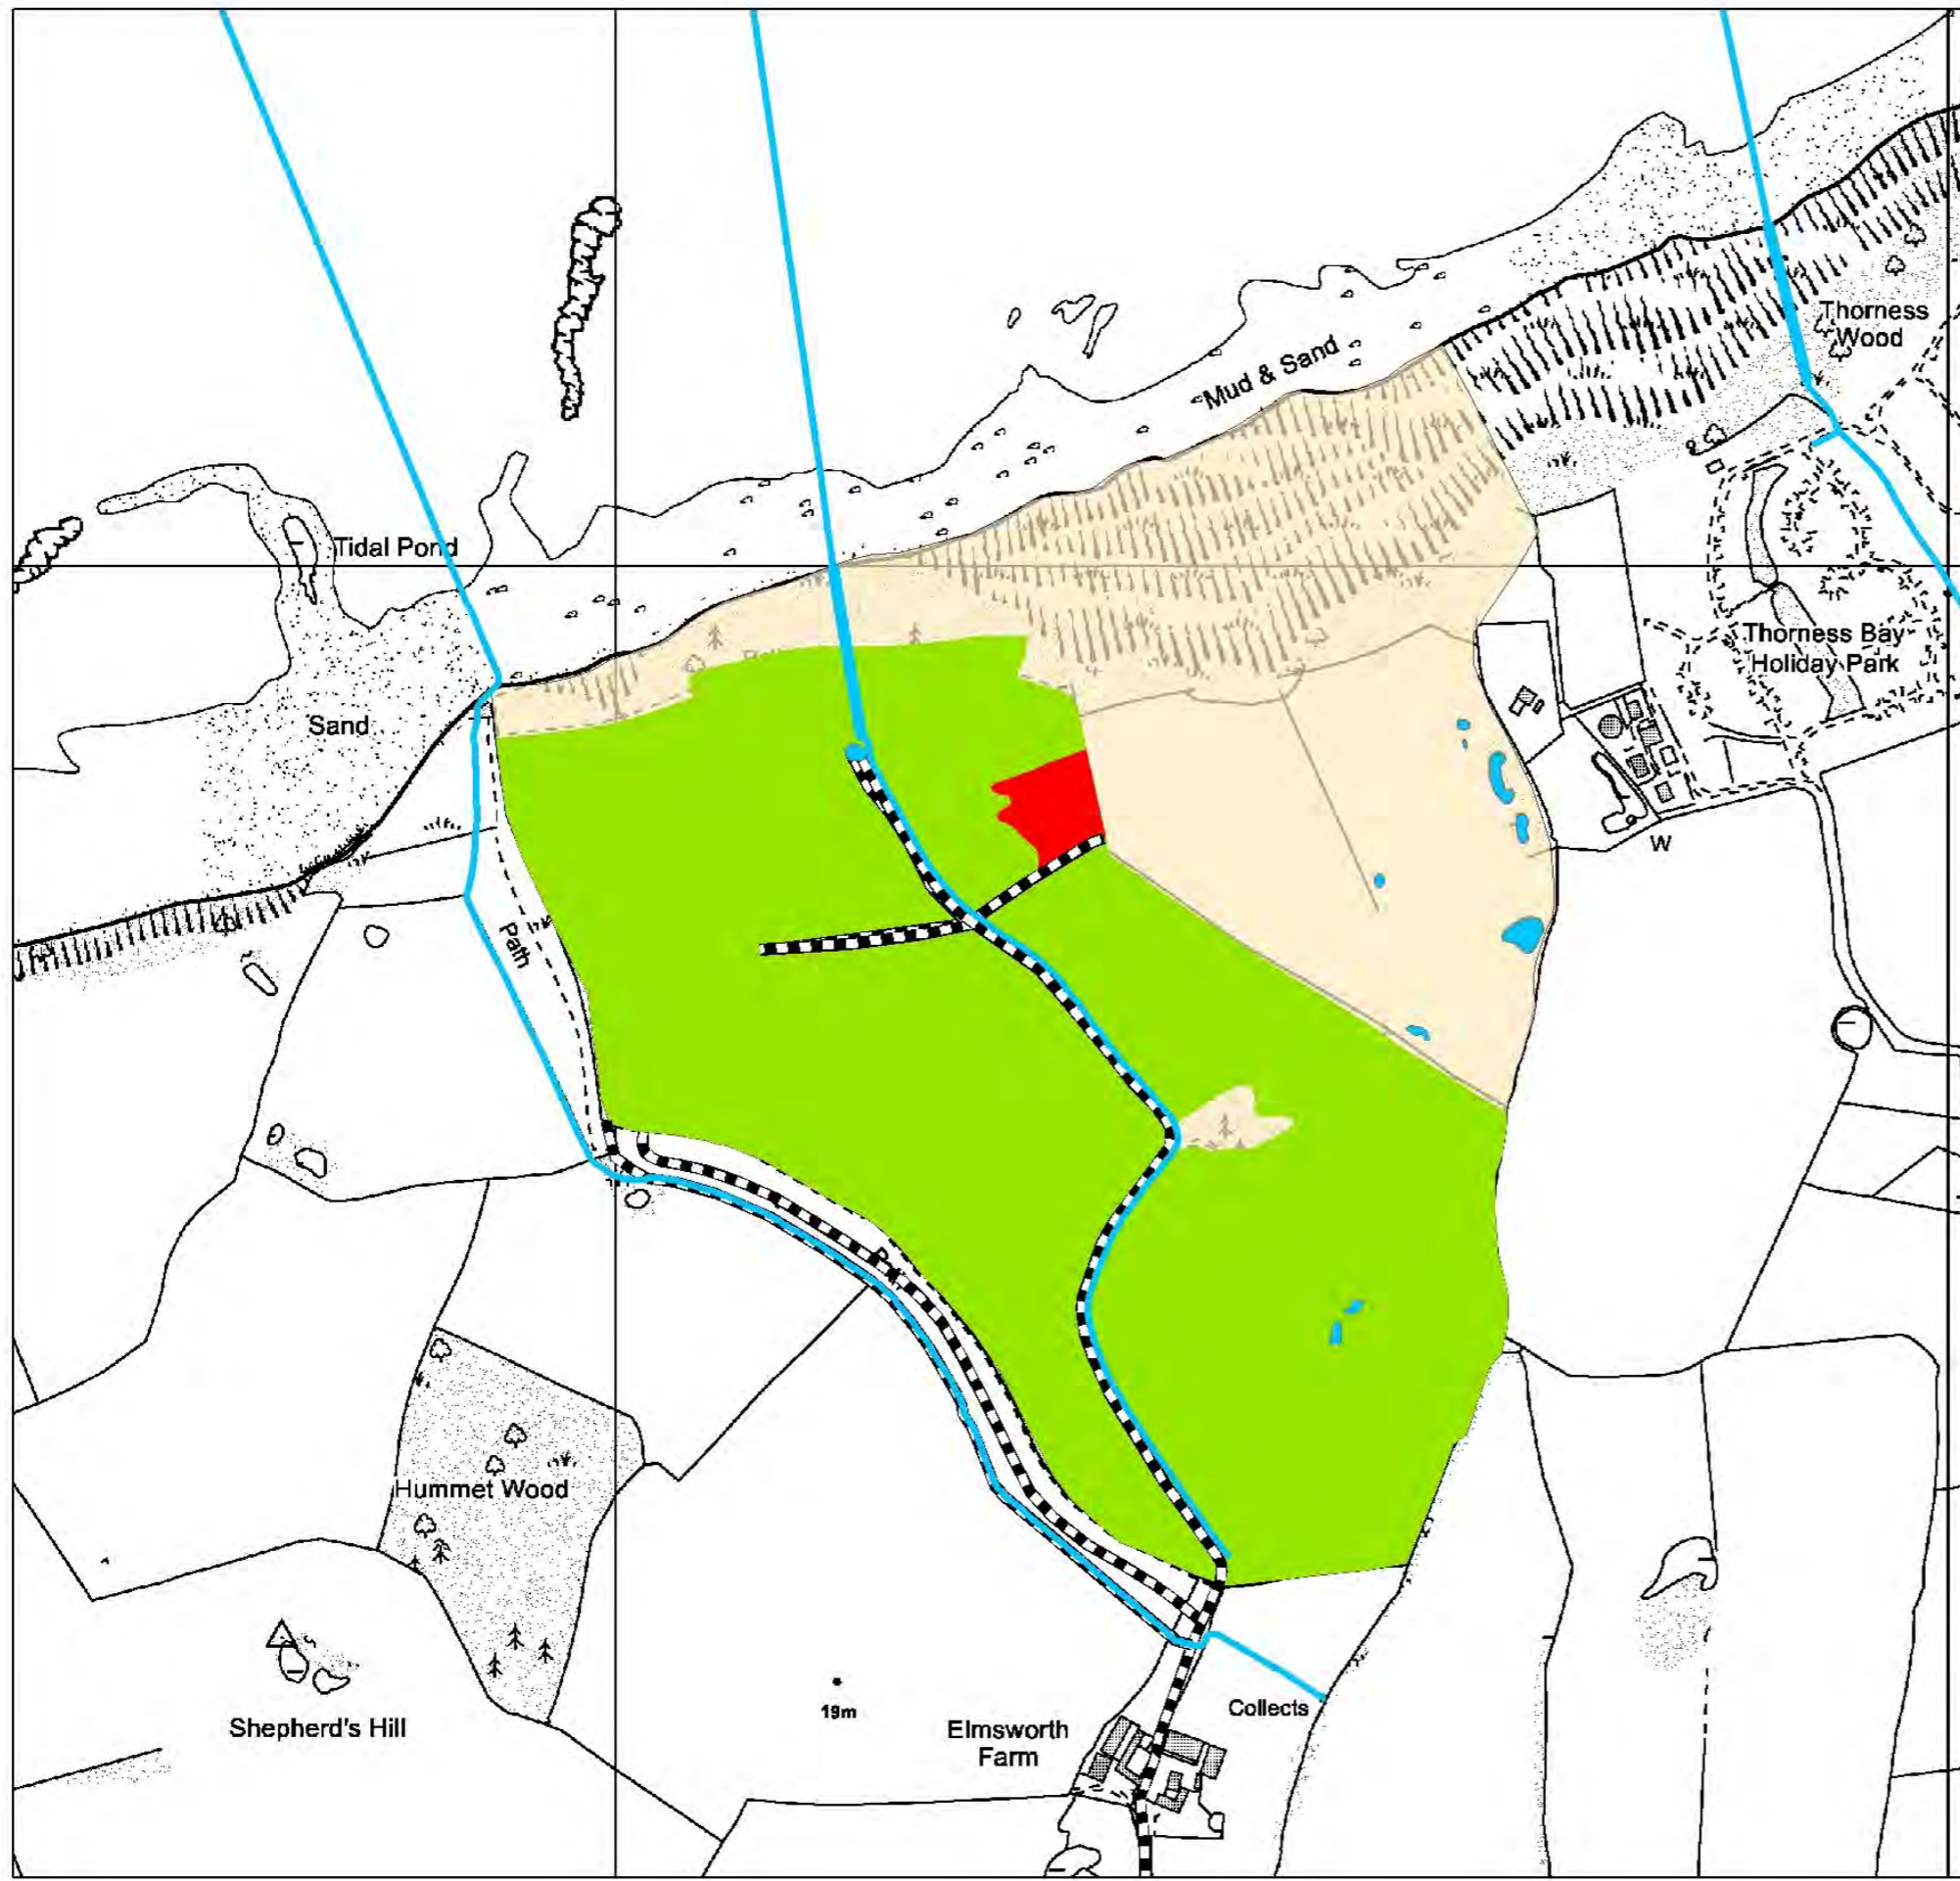 Thorness
Wood
Mud & Sand
Tidal Pond
Thorness Bay
Holiday Park
Sand
W
Path
Hummet Wood
19m
Collects
Shepherd's Hill
Elmsworth
Farm